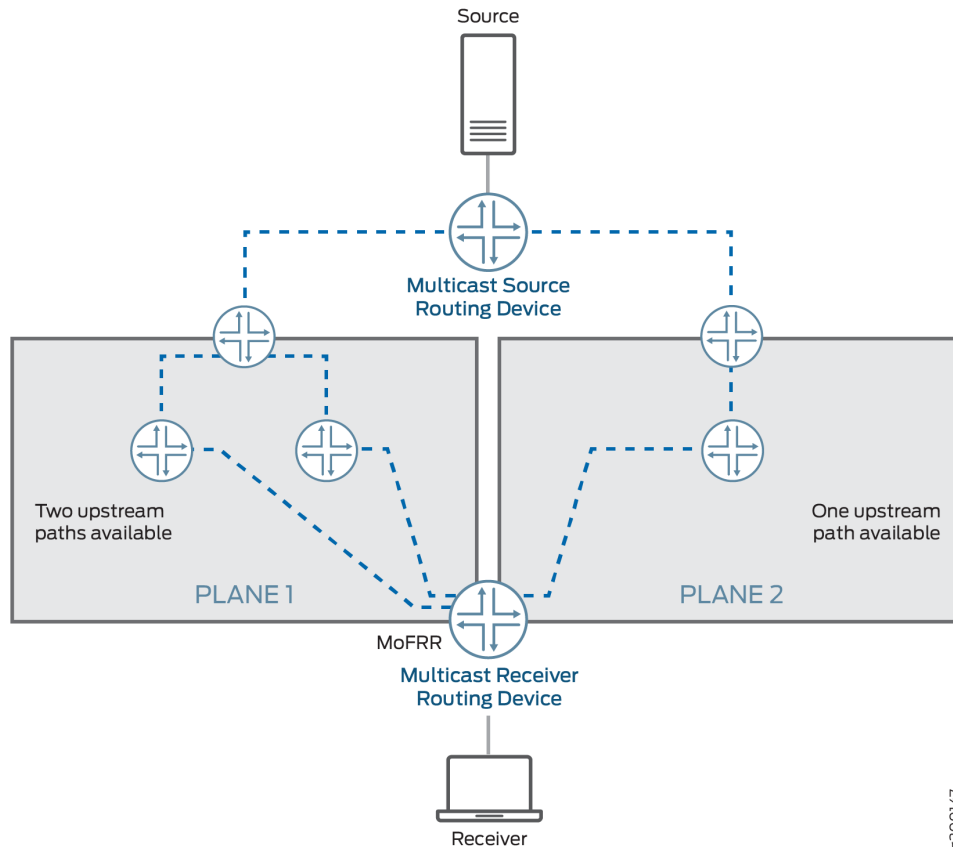 Source
Multicast Source
Routing Device
Two upstream
paths available
One upstream
path available
PLANE 1
PLANE 2
MoFRR
Multicast Receiver
Routing Device
Receiver